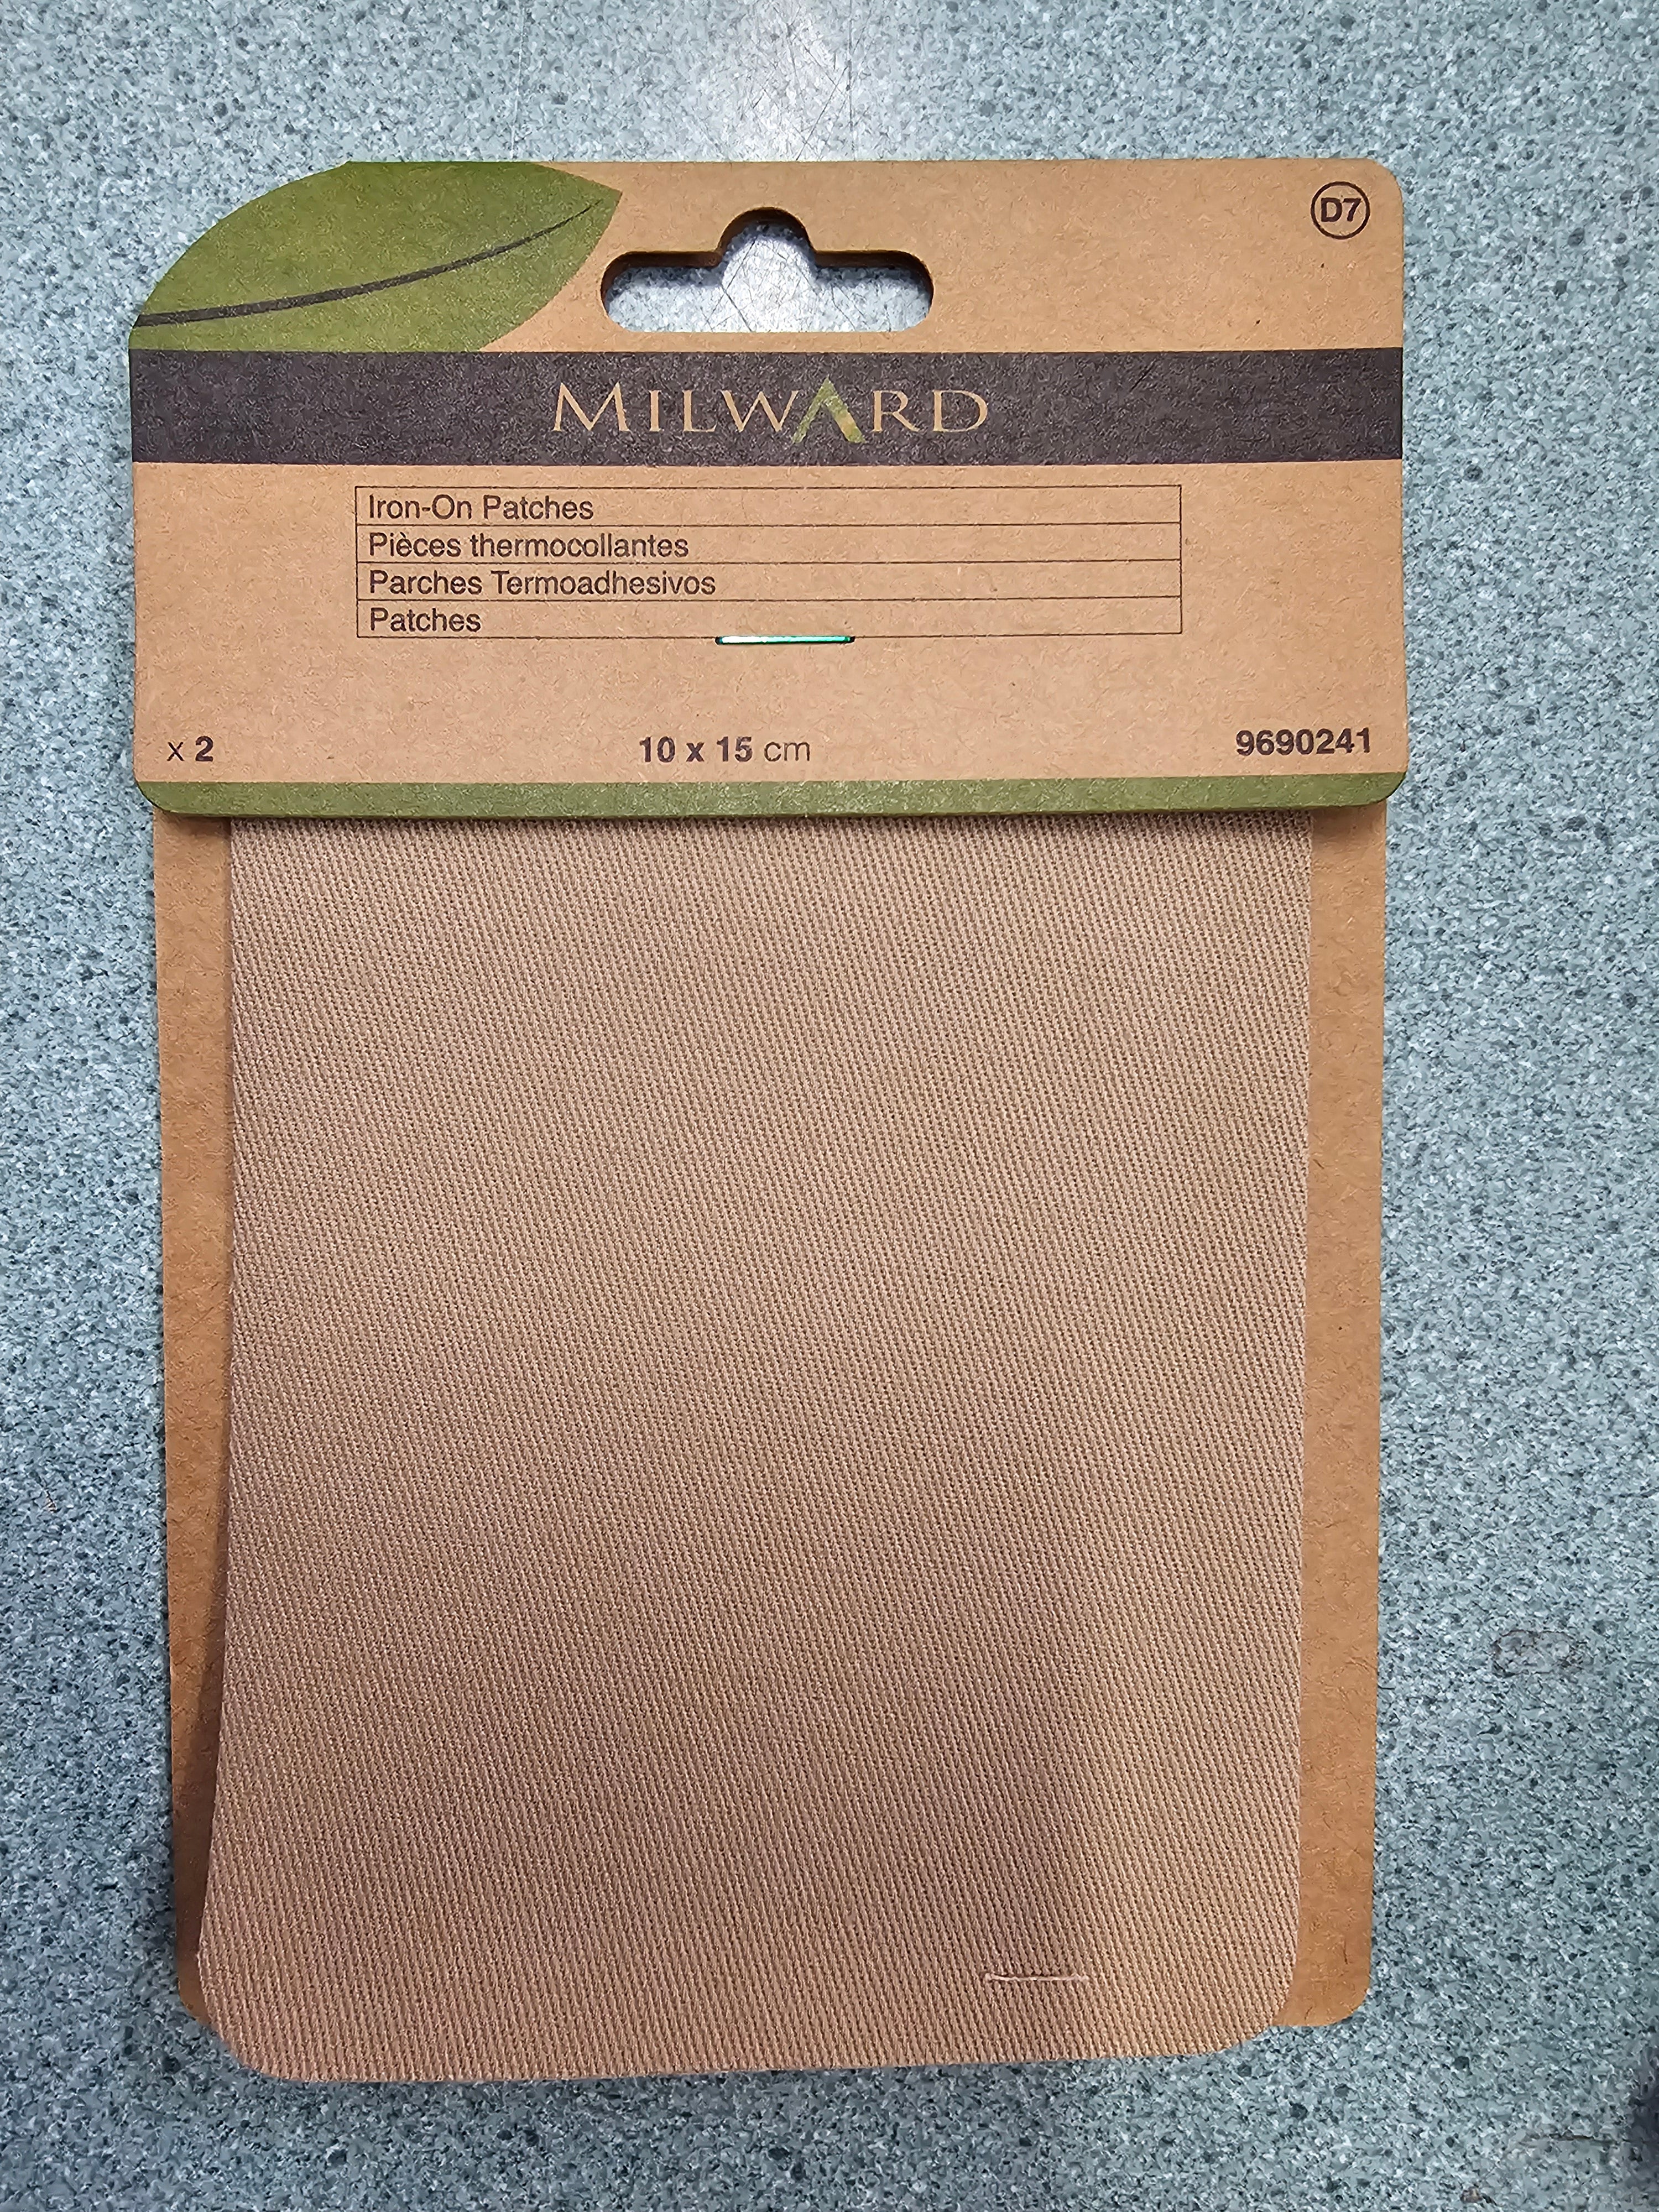 D7
MILWARD
Iron-On Patches
Pièces thermocollantes
Parches Termoadhesivos
Patches
x 2 10 x 15 cm 9690241